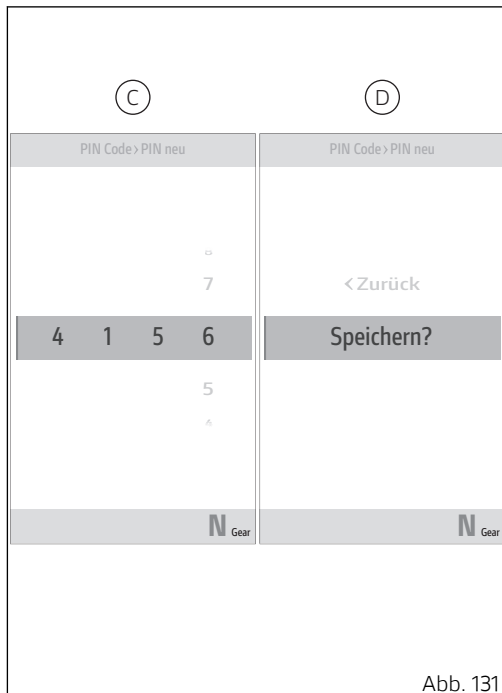 C
D
PIN Code › PIN neu
PIN Code › PIN neu
7
4 1 5 6
5
N Gear
< Zurück
Speichern?
N Gear
Abb. 131